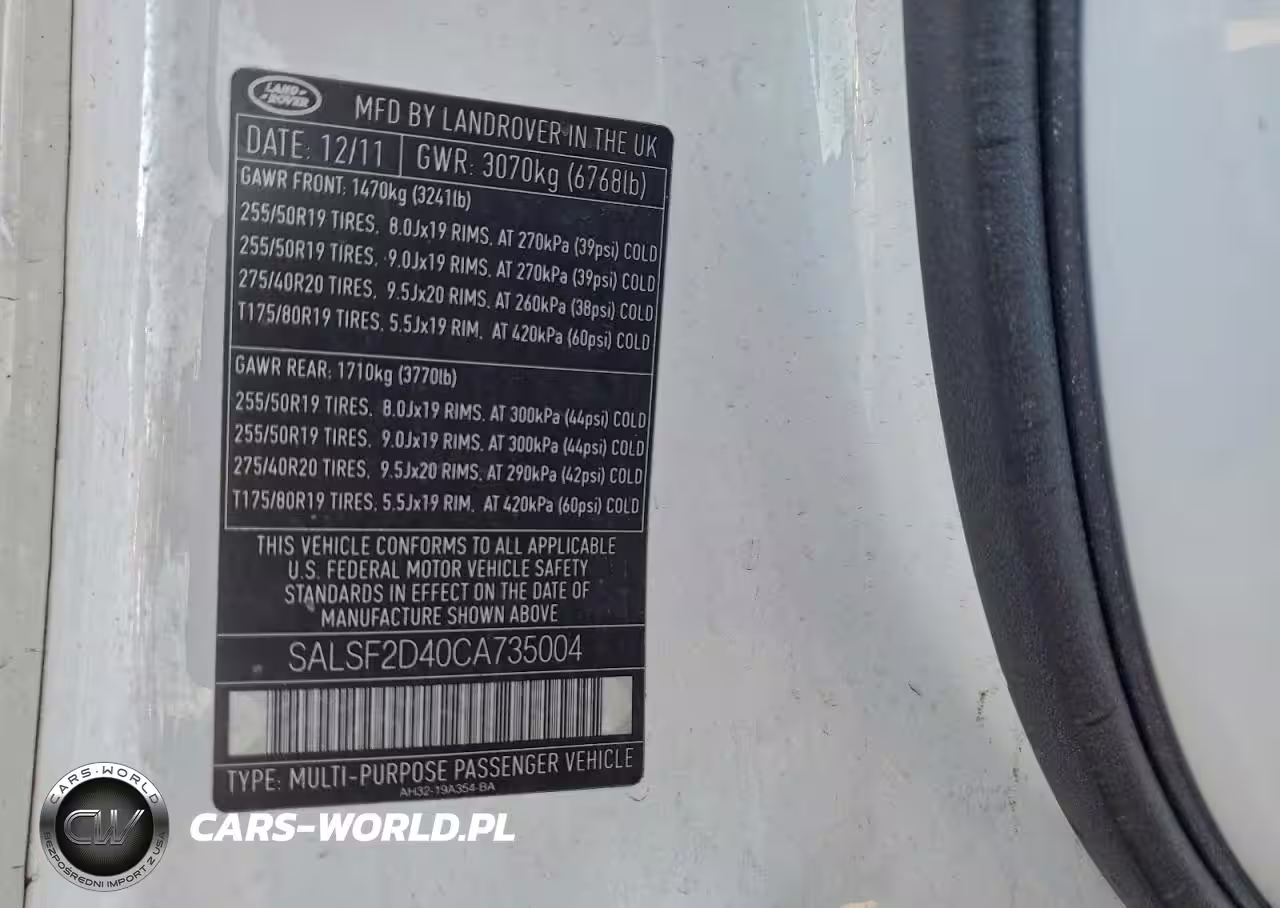 LAND ROVER
MFD BY LANDROVER IN THE UK
DATE: 12/11 GWR: 3070kg (6768lb)
GAWR FRONT: 1470kg (3241lb)
255/50R19 TIRES, 8.0Jx19 RIMS, AT 270kPa (39psi) COLD
255/50R19 TIRES, 9.0Jx19 RIMS, AT 270kPa (39psi) COLD
275/40R20 TIRES, 9.5Jx20 RIMS, AT 260kPa (38psi) COLD
T175/80R19 TIRES, 5.5Jx19 RIM, AT 420kPa (60psi) COLD
GAWR REAR: 1710kg (3770lb)
255/50R19 TIRES, 8.0Jx19 RIMS, AT 300kPa (44psi) COLD
255/50R19 TIRES, 9.0Jx19 RIMS, AT 300kPa (44psi) COLD
275/40R20 TIRES, 9.5Jx20 RIMS, AT 290kPa (42psi) COLD
T175/80R19 TIRES, 5.5Jx19 RIM, AT 420kPa (60psi) COLD
THIS VEHICLE CONFORMS TO ALL APPLICABLE
U.S. FEDERAL MOTOR VEHICLE SAFETY
STANDARDS IN EFFECT ON THE DATE OF
MANUFACTURE SHOWN ABOVE
SALSF2D40CA735004
TYPE: MULTI-PURPOSE PASSENGER VEHICLE
AH32-19A354-BA
CARS-WORLD
CW
BEZPOŚREDNI IMPORT Z USA
CARS-WORLD.PL